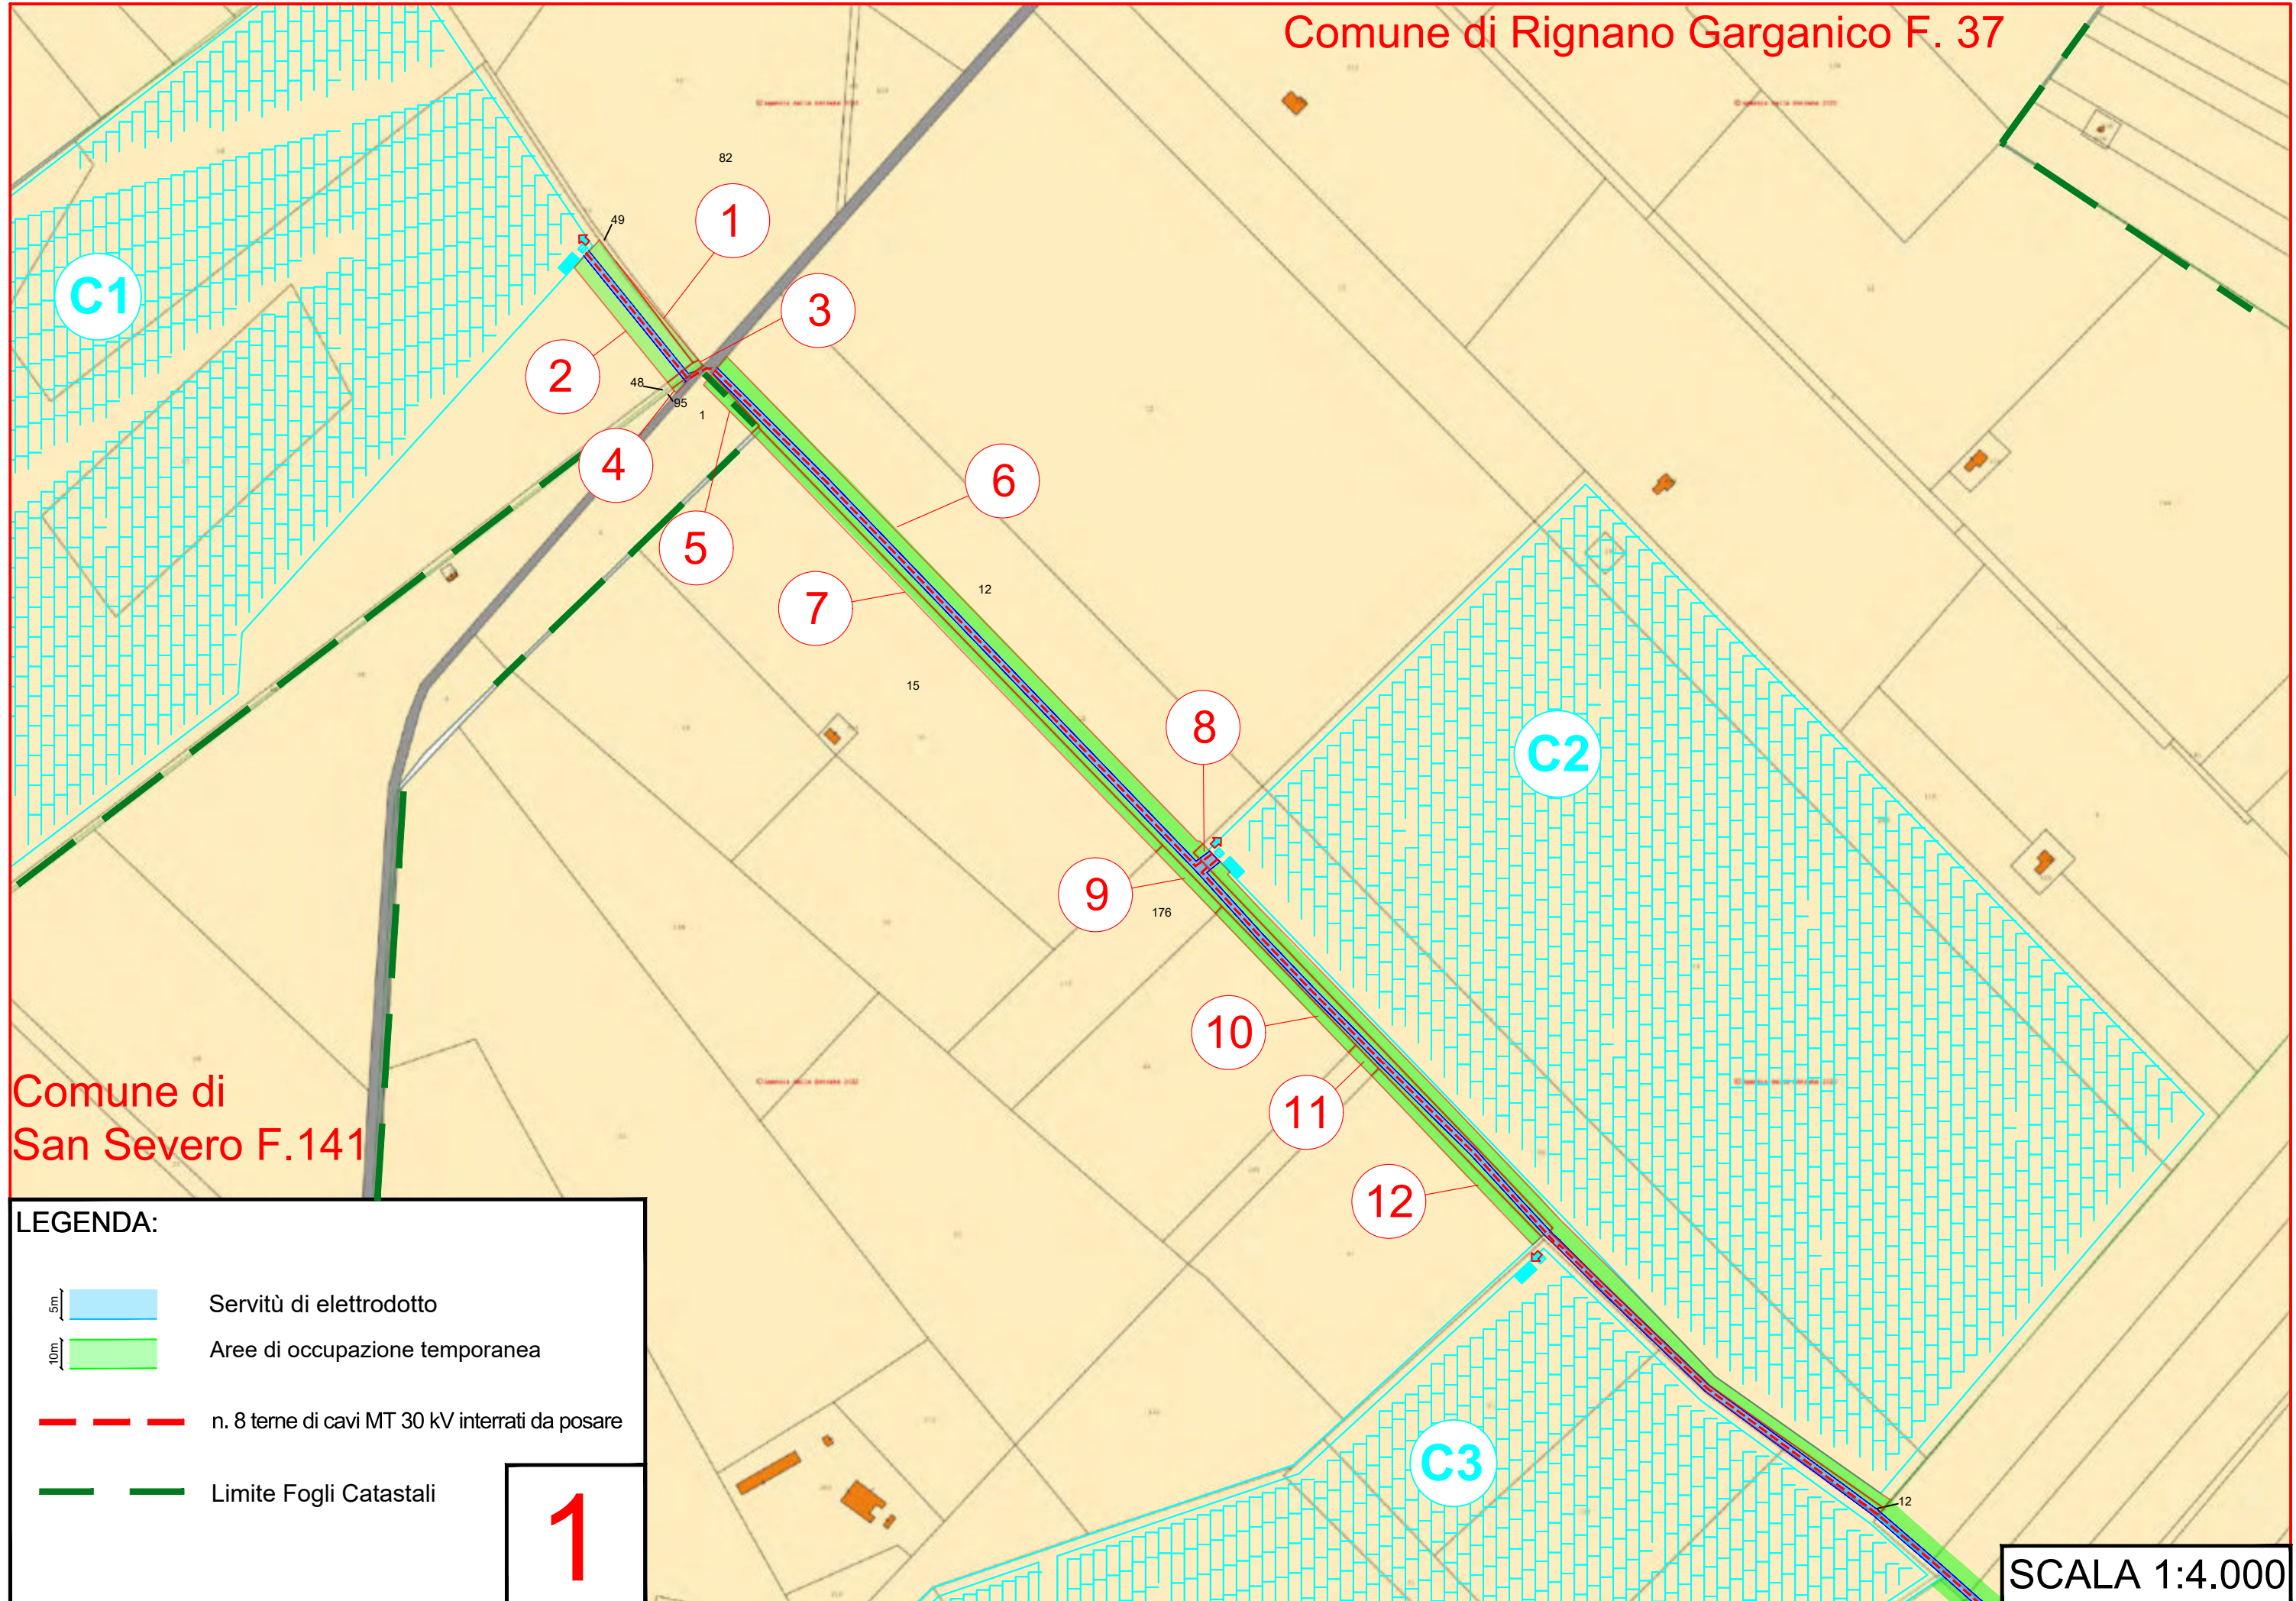 Comune di Rignano Garganico F. 37
82
49
1
C1
3
2
48
95
1
4
6
5
12
7
15
8
C2
9
176
10
11
12
Comune di
San Severo F.141
C3
12
LEGENDA:
5m
Servitù di elettrodotto
10m
Aree di occupazione temporanea
n. 8 terne di cavi MT 30 kV interrati da posare
Limite Fogli Catastali
1
SCALA 1:4.000